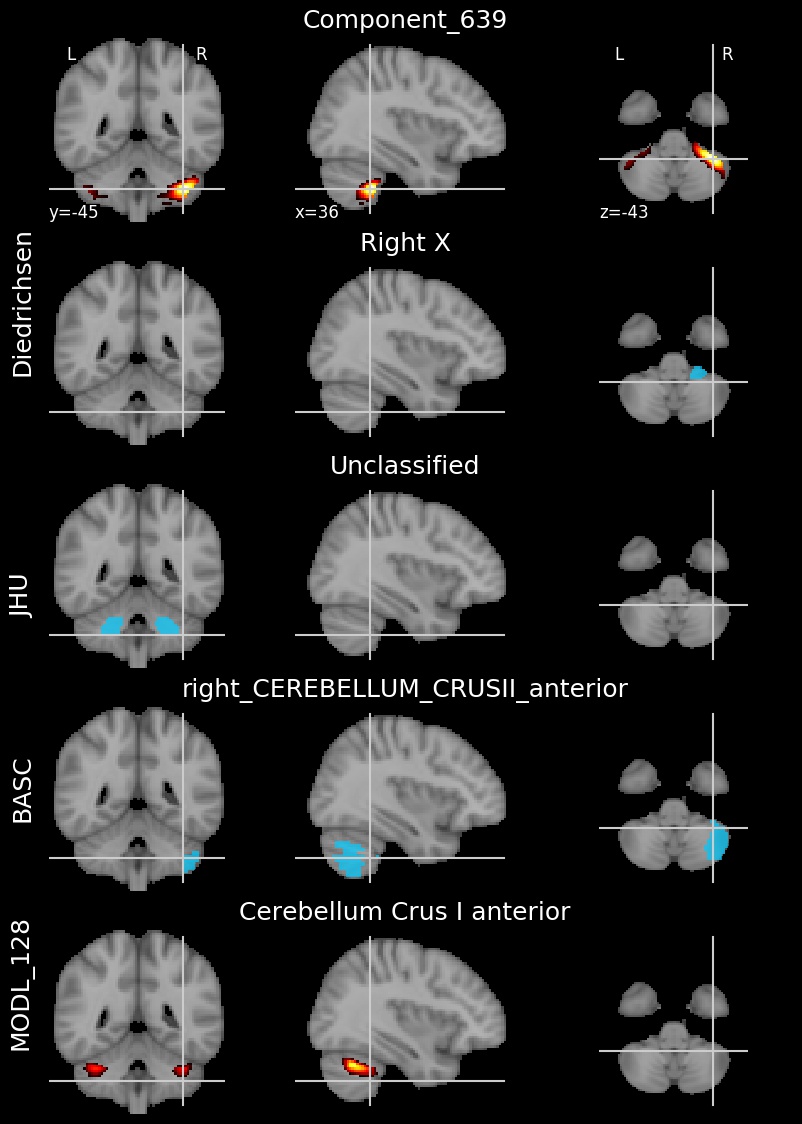 Component_639
L
R
L
R
y=-45
x=36
z=-43
Diedrichsen
Right X
JHU
Unclassified
BASC
right_CEREBELLUM_CRUSII_anterior
MODL_128
Cerebellum Crus I anterior